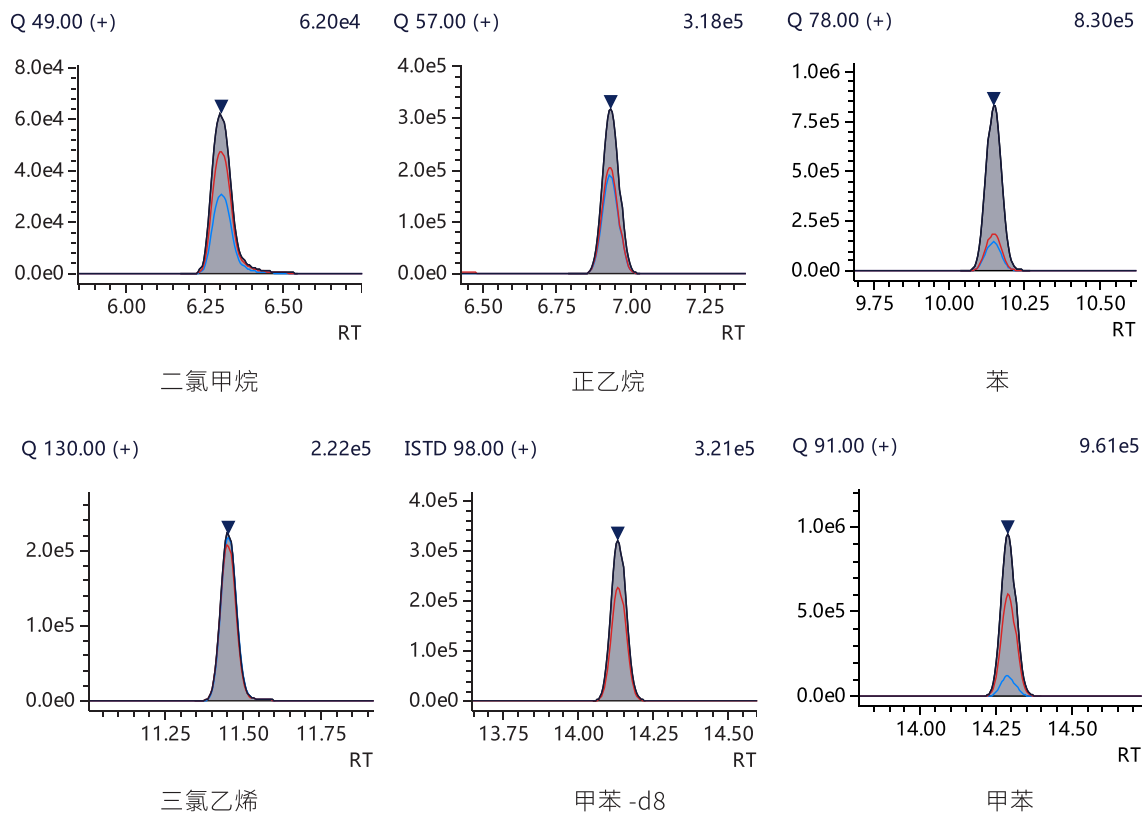 Q 49.00 (+) 6.20e4
8.0e4
6.0e4
4.0e4
2.0e4
0.0e0
6.00 6.25 6.50
RT
二氯甲烷
Q 57.00 (+) 3.18e5
4.0e5
3.0e5
2.0e5
1.0e5
0.0e0
6.50 6.75 7.00 7.25
RT
正乙烷
Q 78.00 (+) 8.30e5
1.0e6
7.5e5
5.0e5
2.5e5
0.0e0
9.75 10.00 10.25 10.50
RT
苯
Q 130.00 (+) 2.22e5
2.0e5
1.0e5
0.0e0
11.25 11.50 11.75
RT
三氯乙烯
ISTD 98.00 (+) 3.21e5
4.0e5
3.0e5
2.0e5
1.0e5
0.0e0
13.75 14.00 14.25 14.50
RT
甲苯 -d8
Q 91.00 (+) 9.61e5
1.0e6
5.0e5
0.0e0
14.00 14.25 14.50
RT
甲苯